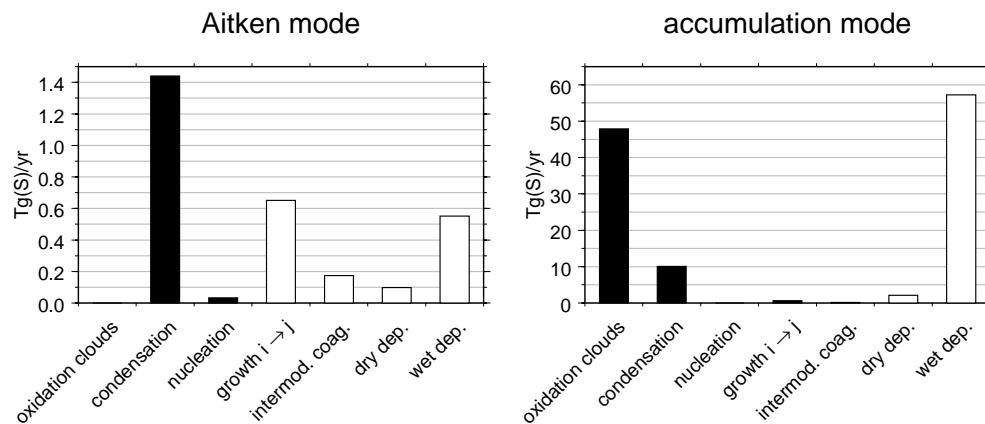 Aitken mode
Tg(S)/yr
1.4
1.2
1.0
0.8
0.6
0.4
0.2
0.0
oxidation clouds
condensation
nucleation
growth i → j
intermod. coag.
dry dep.
wet dep.
accumulation mode
Tg(S)/yr
60
50
40
30
20
10
0
oxidation clouds
condensation
nucleation
growth i → j
intermod. coag.
dry dep.
wet dep.